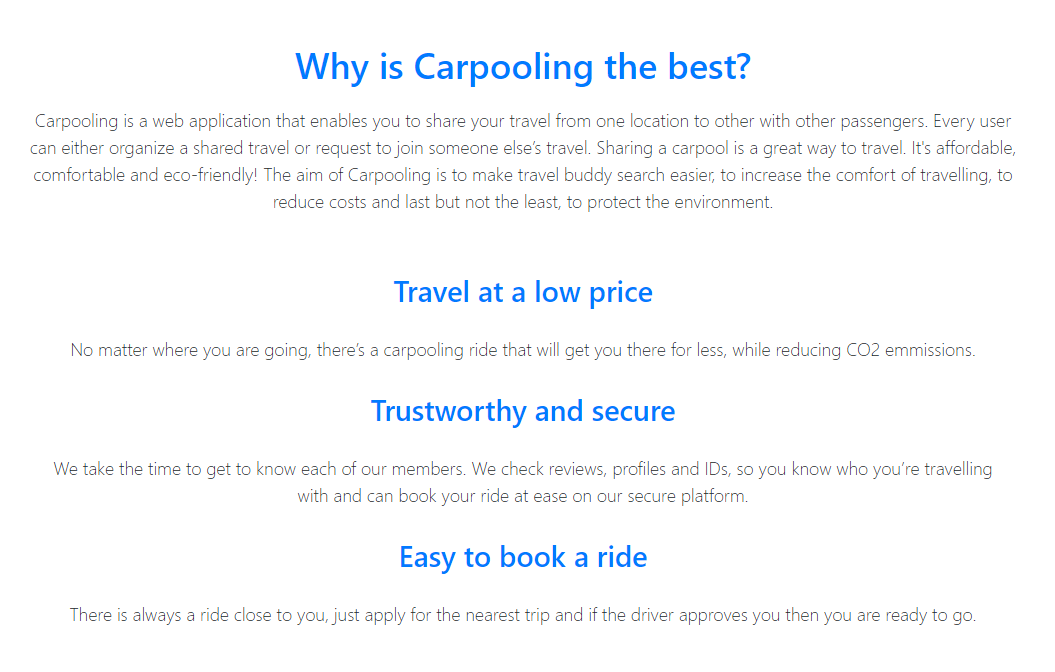 Why is Carpooling the best?
Carpooling is a web application that enables you to share your travel from one location to other with other passengers. Every user
can either organize a shared travel or request to join someone else’s travel. Sharing a carpool is a great way to travel. It's affordable,
comfortable and eco-friendly! The aim of Carpooling is to make travel buddy search easier, to increase the comfort of travelling, to
reduce costs and last but not the least, to protect the environment.
Travel at a low price
No matter where you are going, there’s a carpooling ride that will get you there for less, while reducing CO2 emmissions.
Trustworthy and secure
We take the time to get to know each of our members. We check reviews, profiles and IDs, so you know who you’re travelling
with and can book your ride at ease on our secure platform.
Easy to book a ride
There is always a ride close to you, just apply for the nearest trip and if the driver approves you then you are ready to go.